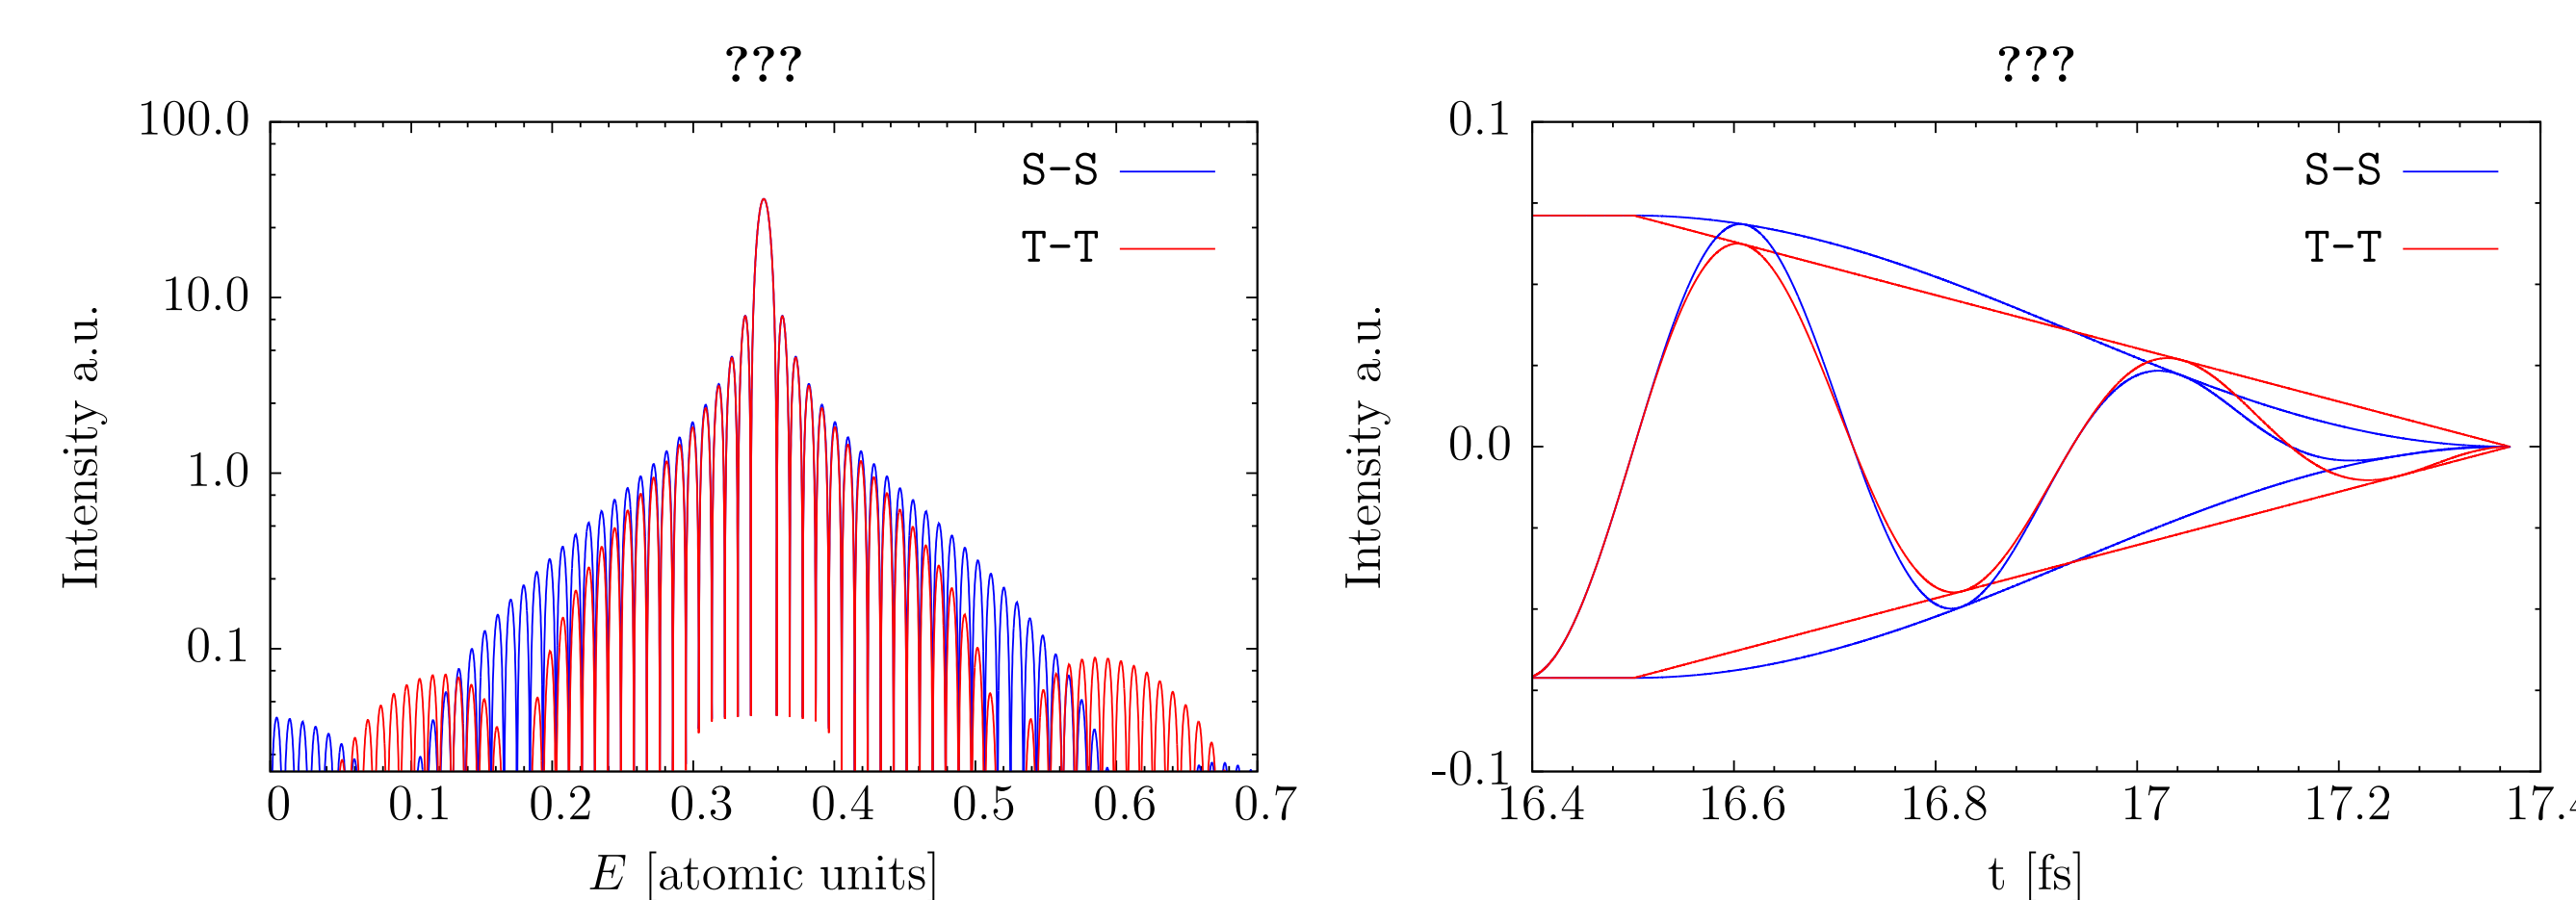 ???
100.0
10.0
1.0
0.1
Intensity a.u.
S-S
T-T
0 0.1 0.2 0.3 0.4 0.5 0.6 0.7
E [atomic units]
???
0.1
0.0
-0.1
Intensity a.u.
S-S
T-T
16.4 16.6 16.8 17 17.2 17.4
t [fs]